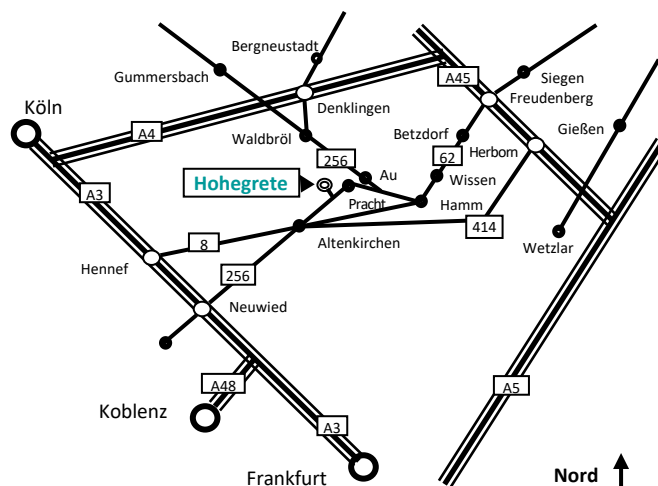 Bergneustadt
Gummersbach
A45
Siegen
Freudenberg
Köln
Denklingen
A4
Gießen
Waldbröl
Betzdorf
256
62
Herborn
A3
Hohegrete
Au
Wissen
Pracht
Hamm
414
Altenkirchen
8
Wetzlar
Hennef
256
Neuwied
A48
A5
Koblenz
A3
Frankfurt
Nord